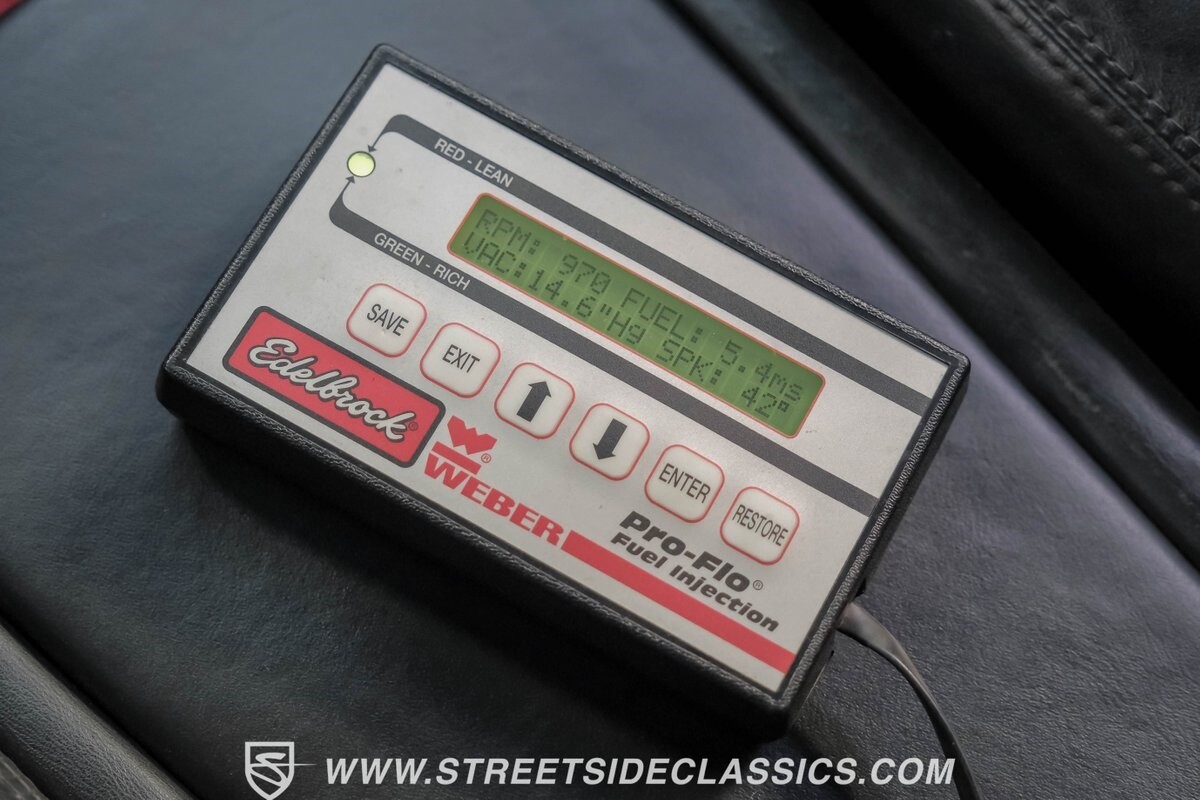 RED - LEAN
RPM: 970 FUEL: 5.4ms
VAC:14.6"Hg SPK: 42°
GREEN - RICH
SAVE
EXIT
ENTER
RESTORE
Edelbrock®
WEBER®
Pro-Flo®
Fuel Injection
WWW.STREETSIDECLASSICS.COM